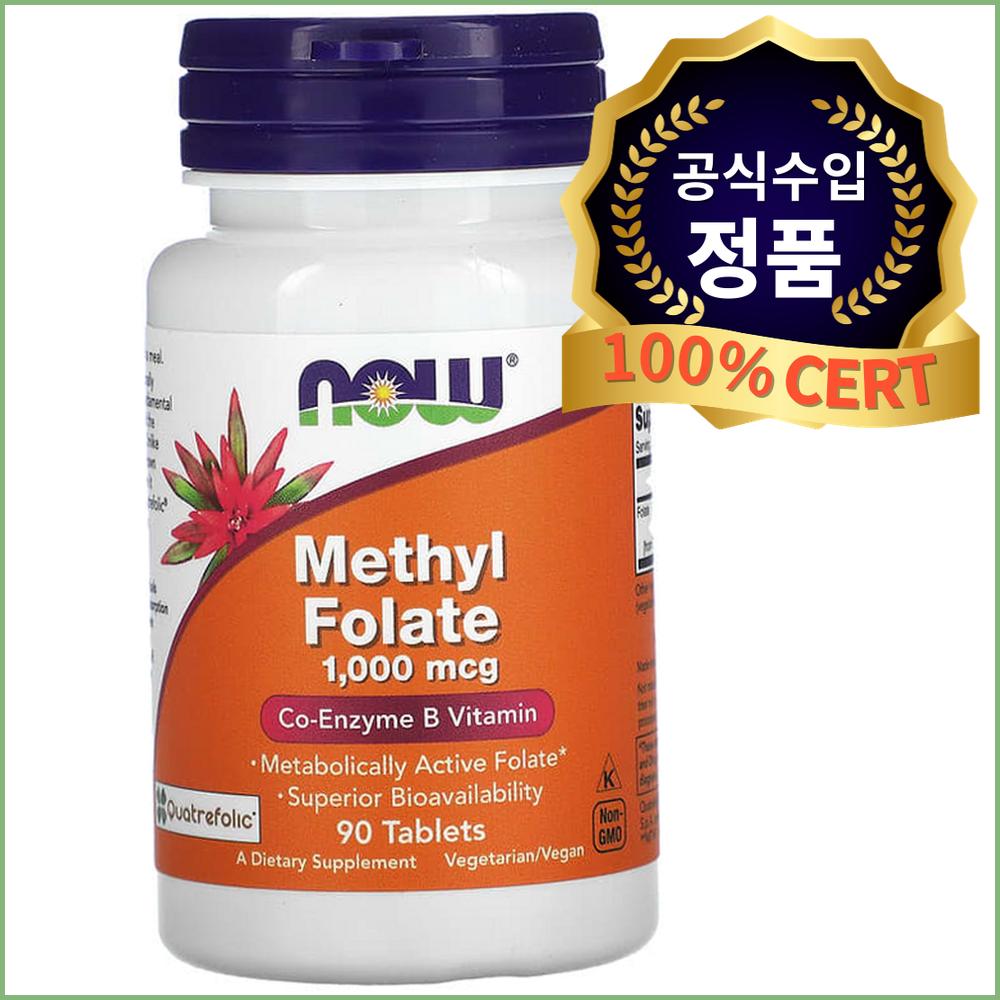 공식수입
정품
100% CERT
now®
Methyl
Folate
1,000 mcg
Co-Enzyme B Vitamin
• Metabolically Active Folate*
• Superior Bioavailability
90 Tablets
A Dietary Supplement Vegetarian/Vegan
Quatrefolic
K
Non-
GMO
meal.